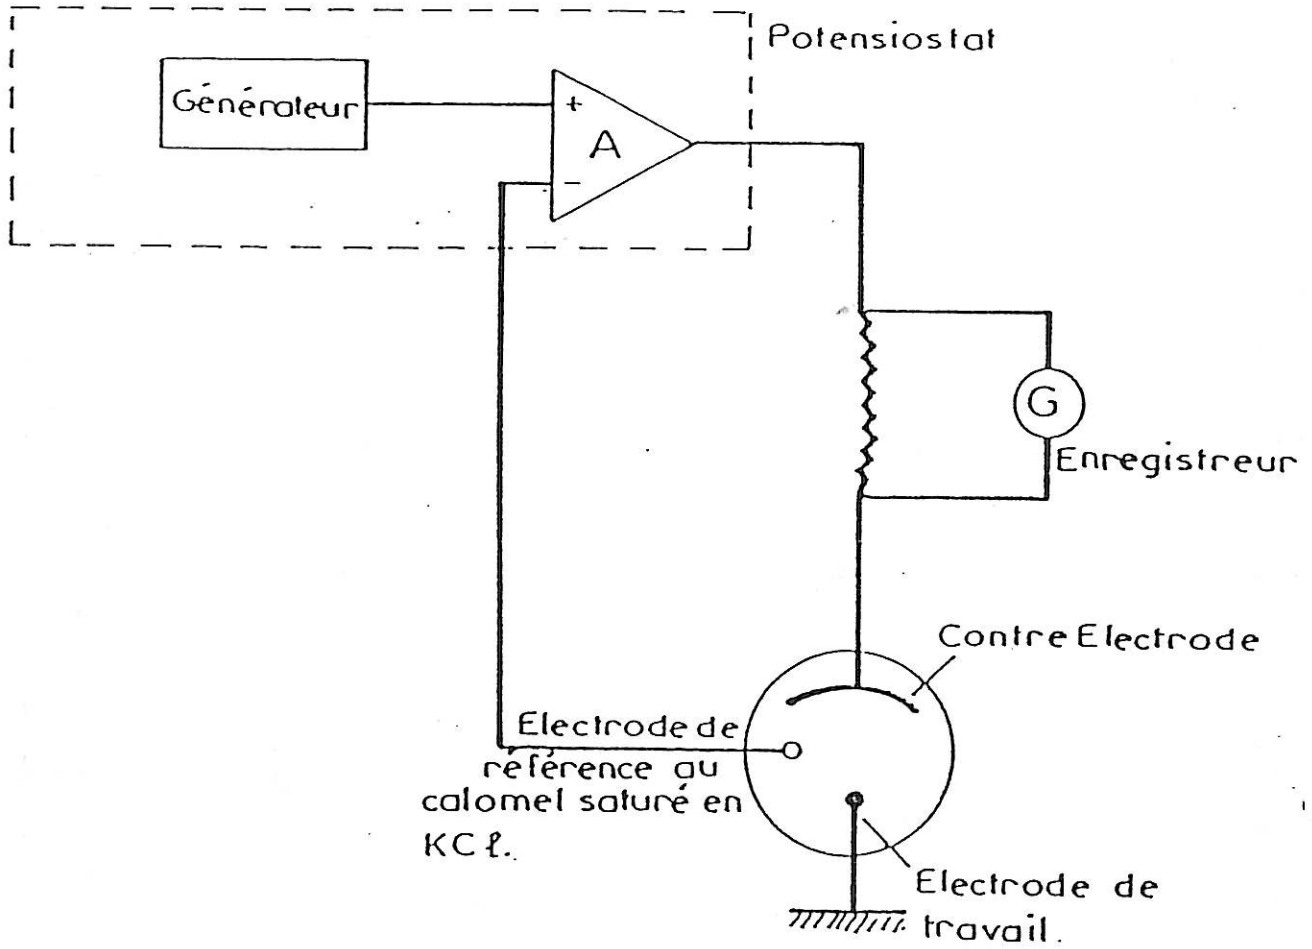 Potensiostat
Générateur
+
A
−
G
Enregistreur
Contre Electrode
Electrode de
référence au
calomel saturé en
KCl.
Electrode de
travail.